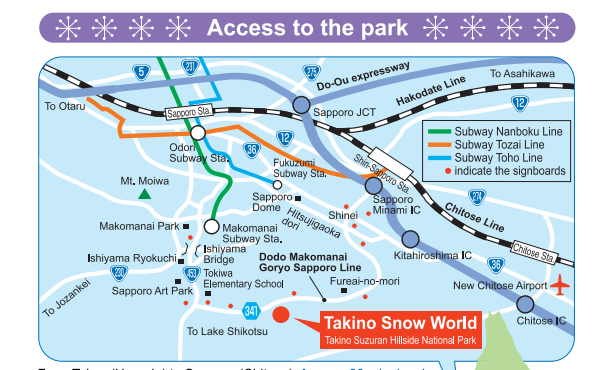 Access to the park
5
231
275
Do-Ou expressway
To Asahikawa
Hakodate Line
To Otaru
Sapporo Sta.
Sapporo JCT
12
Odori
Subway Sta.
36
12
Subway Nanboku Line
Subway Tozai Line
Subway Toho Line
indicate the signboards
Fukuzumi
Subway Sta.
Shin-Sapporo Sta.
Mt. Moiwa
Sapporo
Dome
Hitsujigaoka
dori
Shinei
Sapporo
Minami IC
274
Chitose Line
Makomanai Park
Makomanai
Subway Sta.
Ishiyama
Bridge
Ishiyama Ryokuchi
Kitahiroshima IC
Chitose Sta.
36
230
453
Tokiwa
Elementary School
Dodo Makomanai
Goryo Sapporo Line
Sapporo Art Park
Fureai-no-mori
New Chitose Airport
To Jozankei
341
To Lake Shikotsu
Takino Snow World
Takino Suzuran Hillside National Park
Chitose IC